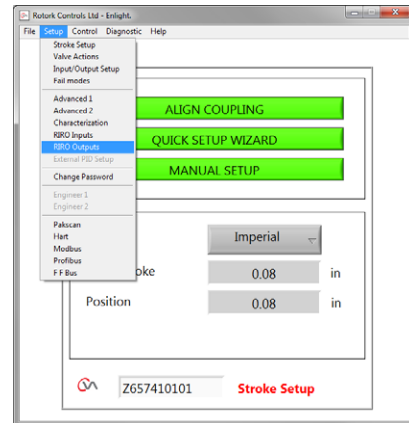 Rotork Controls Ltd - Enlight.
File Setup Control Diagnostic Help
Stroke Setup
Valve Actions
Input/Output Setup
Fail modes
Advanced 1
Advanced 2
Characterization
RIRO Inputs
RIRO Outputs
External PID Setup
Change Password
Engineer 1
Engineer 2
Pakscan
Hart
Modbus
Profibus
F F Bus
ALIGN COUPLING
QUICK SETUP WIZARD
MANUAL SETUP
Imperial
oke 0.08 in
Position 0.08 in
Z657410101 Stroke Setup